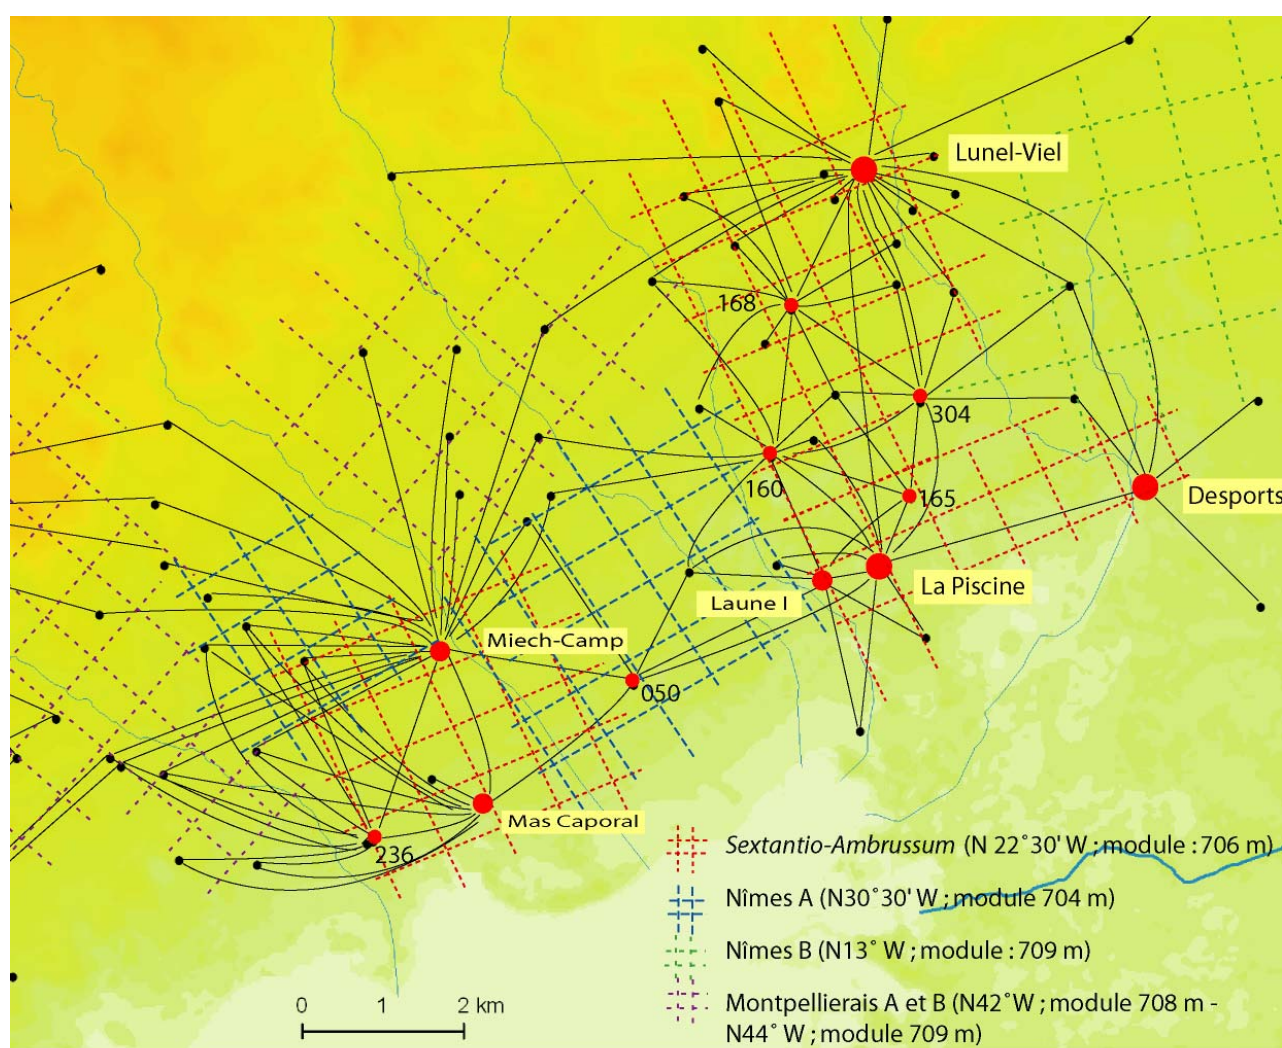 Lunel-Viel
168
304
160
165
Desports
La Piscine
Laune I
Miech-Camp
050
Mas Caporal
236
Sextantio-Ambrussum (N 22°30' W ; module : 706 m)
Nîmes A (N30°30' W ; module 704 m)
Nîmes B (N13° W ; module : 709 m)
Montpellierais A et B (N42°W ; module 708 m -
N44° W ; module 709 m)
0 1 2 km